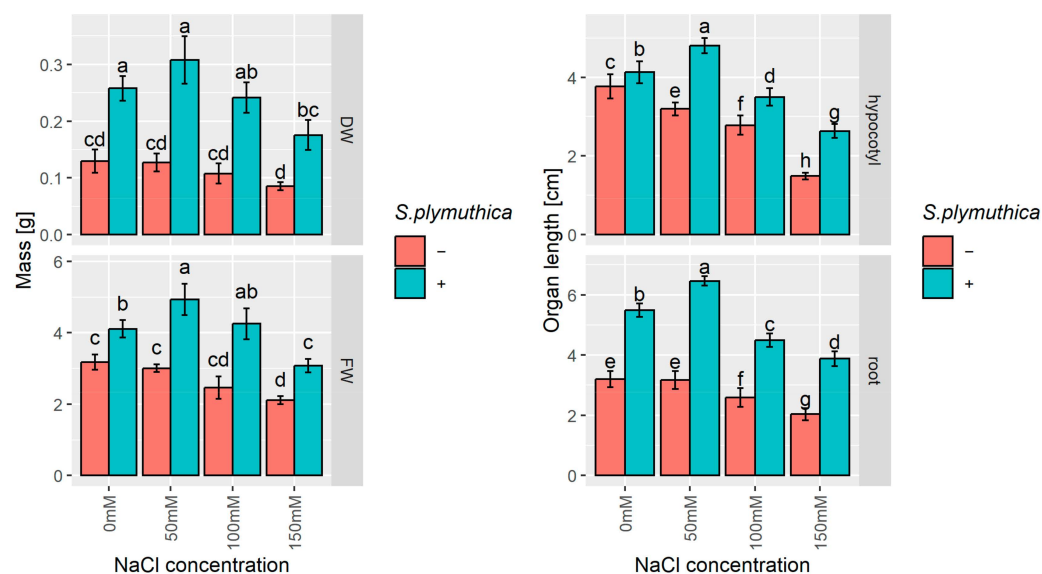 Mass [g]
0.3
0.2
0.1
0.0
a
a
ab
bc
cd
cd
cd
d
DW
6
4
2
0
b
a
ab
c
c
c
cd
d
FW
0mM
50mM
100mM
150mM
NaCl concentration
S.plymuthica
−
+
Organ length [cm]
4
2
0
c
b
e
a
f
d
h
g
hypocotyl
6
4
2
0
e
b
e
a
f
c
g
d
root
0mM
50mM
100mM
150mM
NaCl concentration
S.plymuthica
−
+